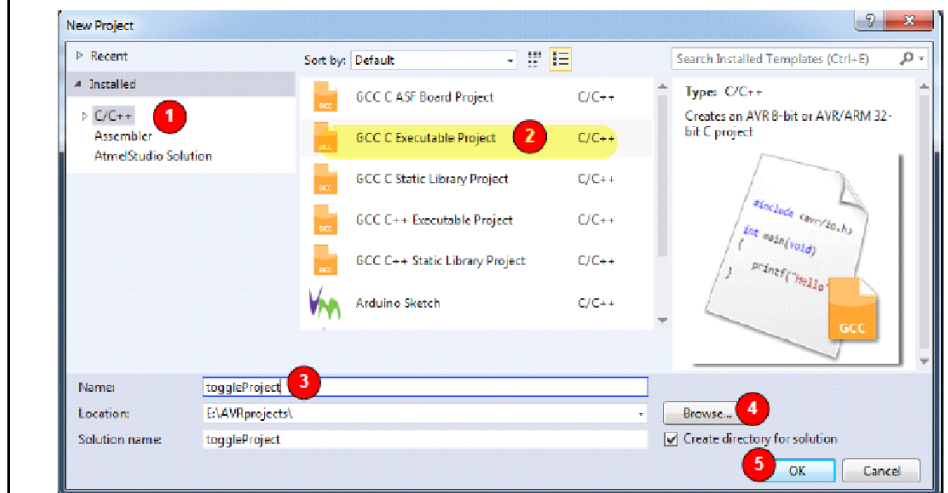 New Project
Recent
Sort by: Default
Search Installed Templates (Ctrl+E)
Installed
C/C++
1
Assembler
AtmelStudio Solution
GCC C ASF Board Project C/C++
GCC C Executable Project 2 C/C++
GCC C Static Library Project C/C++
GCC C++ Executable Project C/C++
GCC C++ Static Library Project C/C++
Arduino Sketch C/C++
Type: C/C++
Creates an AVR 8-bit or AVR/ARM 32-
bit C project
#include <avr/io.h>
int main(void)
{
printf("Hello"
}
GCC
Name: toggleProject 3
Location: E:\AVRprojects\
Browse... 4
Solution name: toggleProject
Create directory for solution
5 OK Cancel